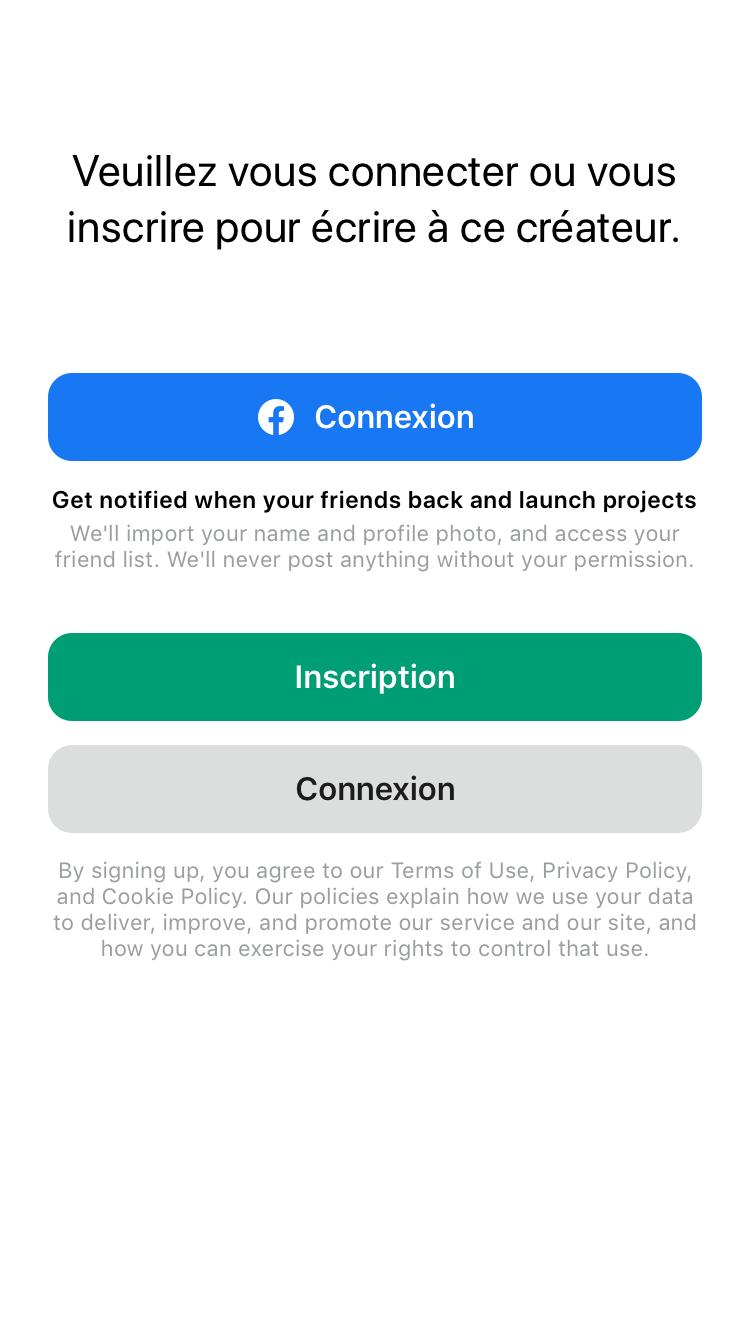 Veuillez vous connecter ou vous
inscrire pour écrire à ce créateur.
Connexion
Get notified when your friends back and launch projects
We'll import your name and profile photo, and access your
friend list. We'll never post anything without your permission.
Inscription
Connexion
By signing up, you agree to our Terms of Use, Privacy Policy,
and Cookie Policy. Our policies explain how we use your data
to deliver, improve, and promote our service and our site, and
how you can exercise your rights to control that use.